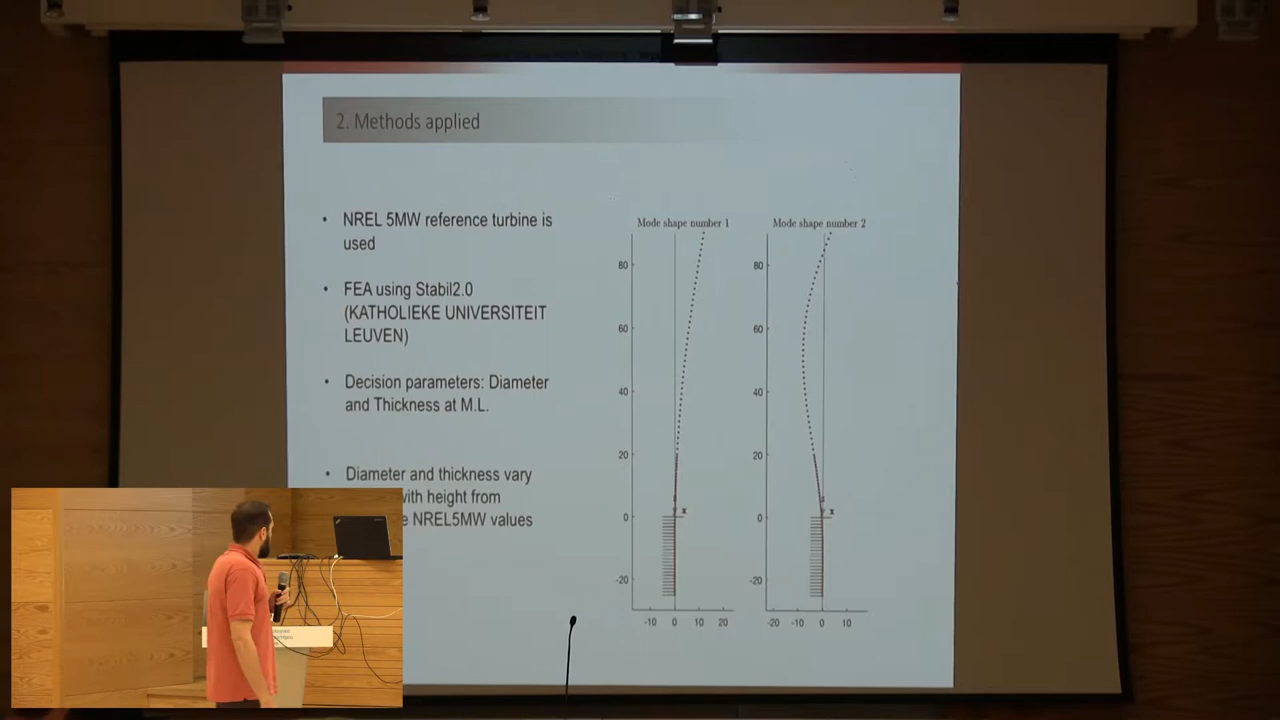 2. Methods applied
• NREL 5MW reference turbine is
used
• FEA using Stabil2.0
(KATHOLIEKE UNIVERSITEIT
LEUVEN)
• Decision parameters: Diameter
and Thickness at M.L.
• Diameter and thickness vary
with height from
NREL5MW values
Mode shape number 1
80
60
40
20
0
-20
-10 0 10 20
x
Mode shape number 2
80
60
40
20
0
-20
-20 -10 0 10
x